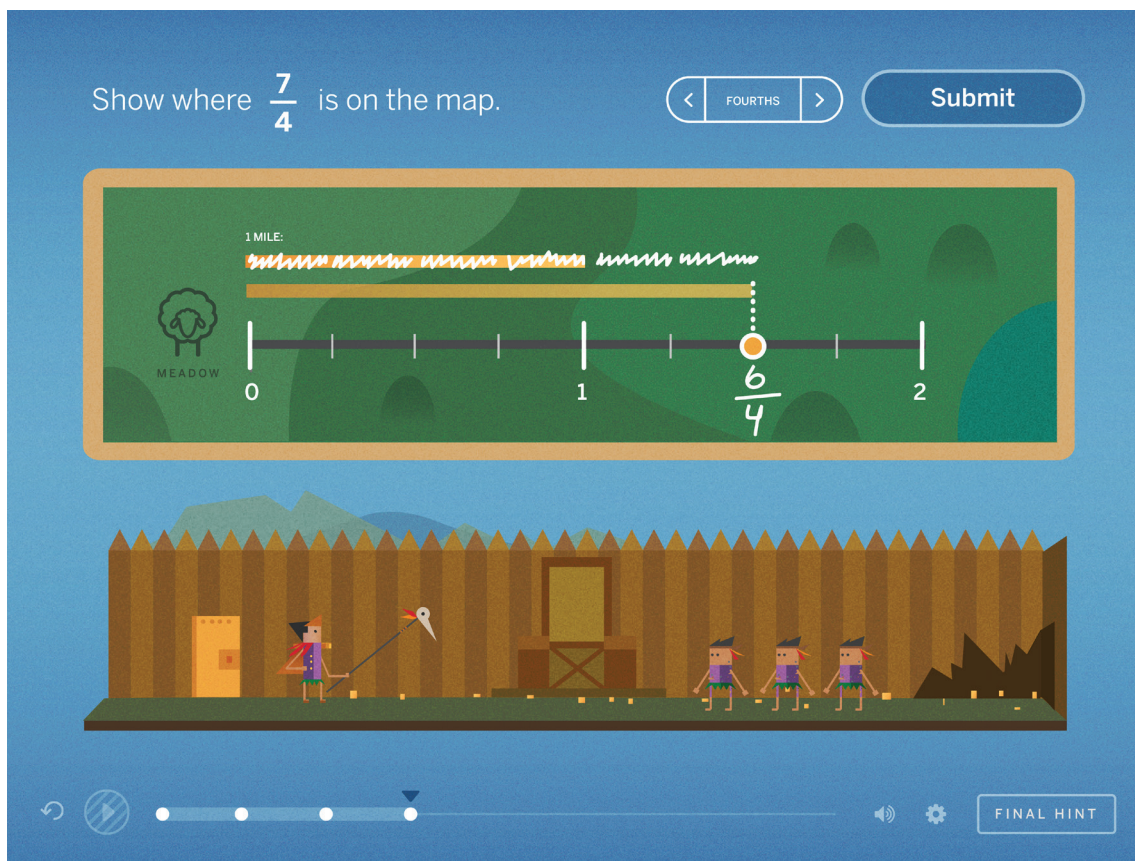 Show where 7/4 is on the map.
< FOURTHS >
Submit
1 MILE:
MEADOW
0 1 2
6/4
FINAL HINT